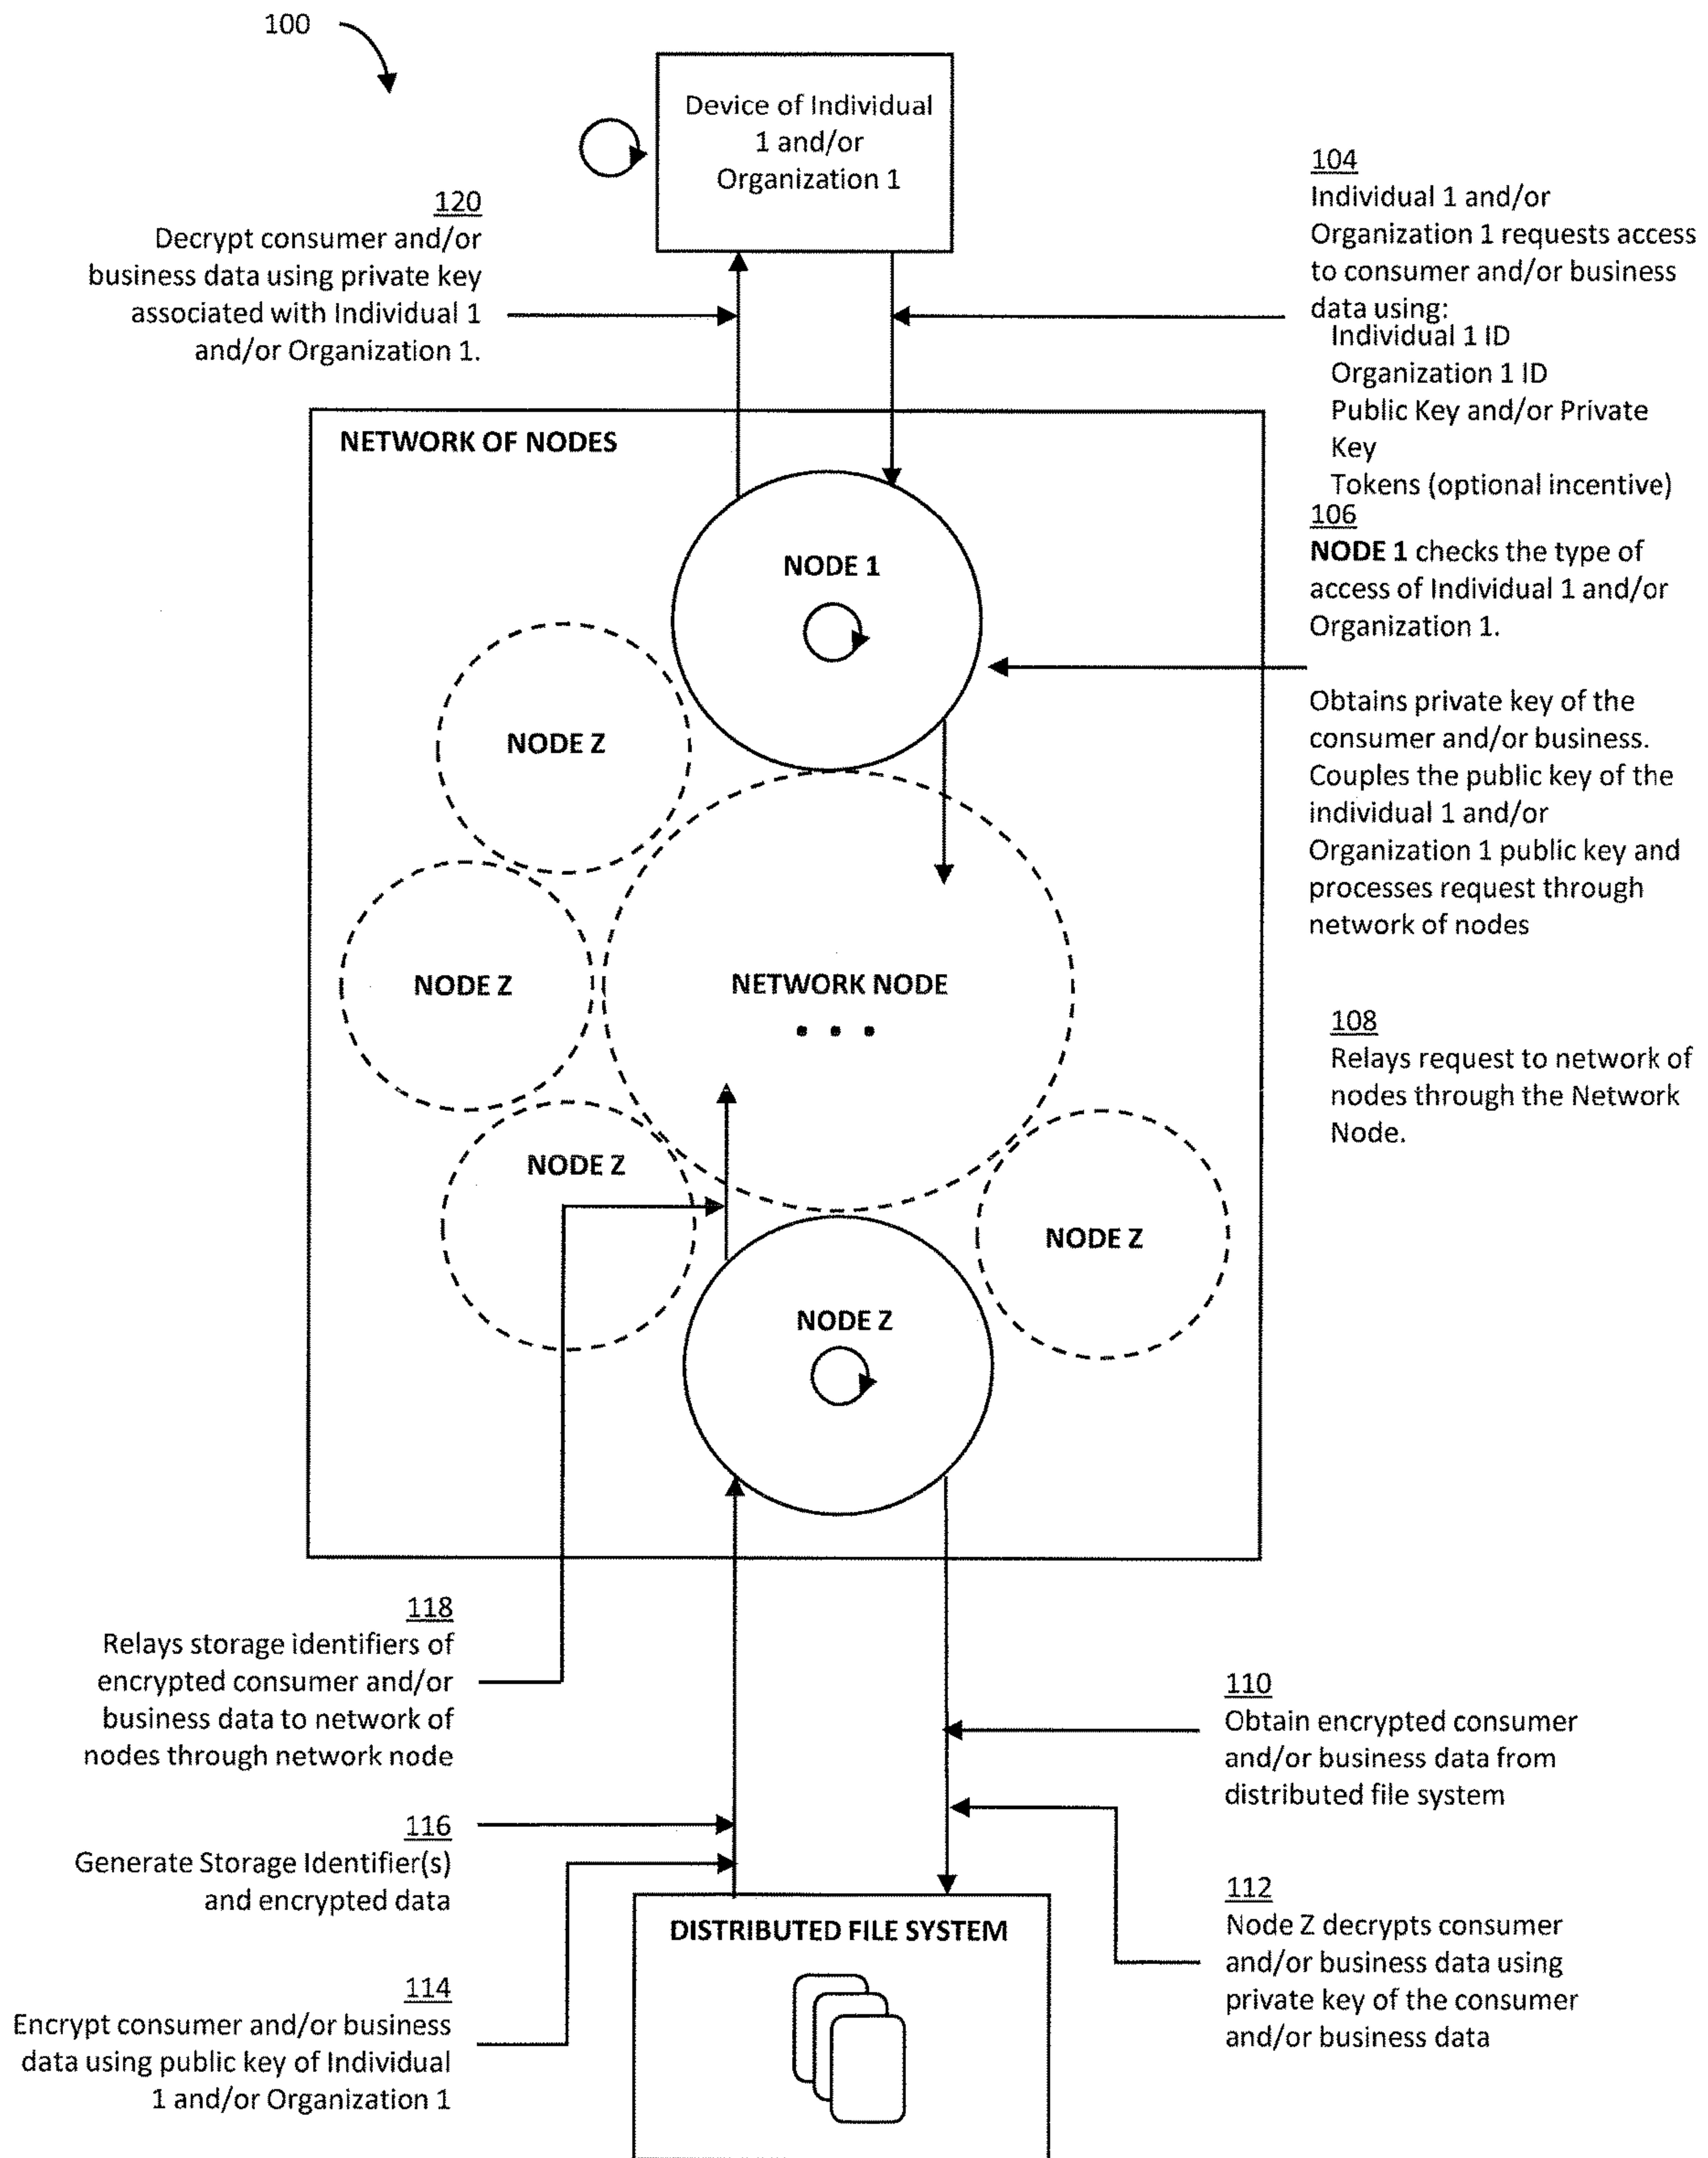 100
Device of Individual
1 and/or
Organization 1
104
Individual 1 and/or
Organization 1 requests access
to consumer and/or business
data using:
Individual 1 ID
Organization 1 ID
Public Key and/or Private
Key
Tokens (optional incentive)
120
Decrypt consumer and/or
business data using private key
associated with Individual 1
and/or Organization 1.
NETWORK OF NODES
NODE 1
106
NODE 1 checks the type of
access of Individual 1 and/or
Organization 1.
Obtains private key of the
consumer and/or business.
Couples the public key of the
individual 1 and/or
Organization 1 public key and
processes request through
network of nodes
NODE Z
NODE Z
NETWORK NODE
...
108
Relays request to network of
nodes through the Network
Node.
NODE Z
NODE Z
NODE Z
118
Relays storage identifiers of
encrypted consumer and/or
business data to network of
nodes through network node
110
Obtain encrypted consumer
and/or business data from
distributed file system
116
Generate Storage Identifier(s)
and encrypted data
112
Node Z decrypts consumer
and/or business data using
private key of the consumer
and/or business data
DISTRIBUTED FILE SYSTEM
114
Encrypt consumer and/or business
data using public key of Individual
1 and/or Organization 1